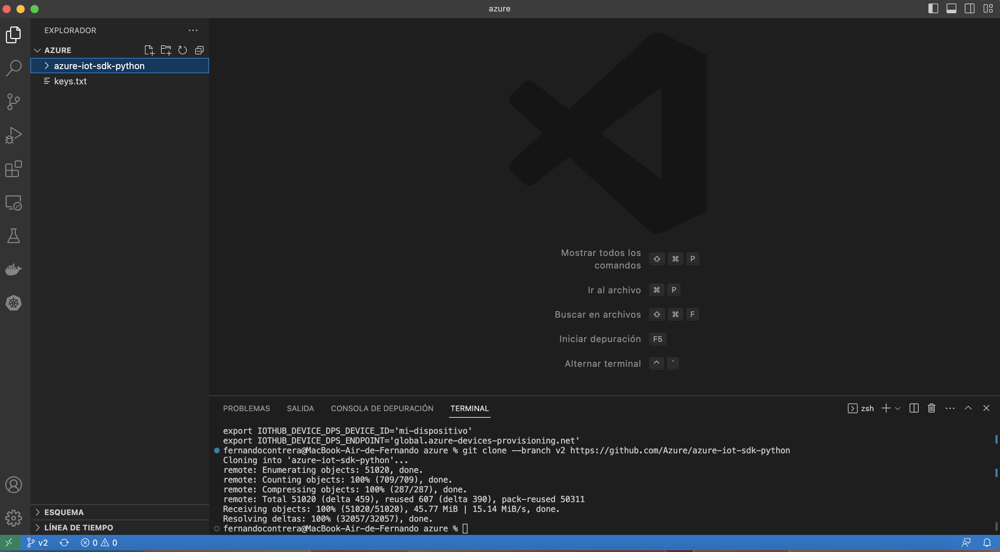 azure
EXPLORADOR
AZURE
azure-iot-sdk-python
keys.txt
Mostrar todos los
comandos
⇧ ⌘ P
Ir al archivo ⌘ P
Buscar en archivos ⇧ ⌘ F
Iniciar depuración F5
Alternar terminal ^ `
PROBLEMAS SALIDA CONSOLA DE DEPURACIÓN TERMINAL zsh
export IOTHUB_DEVICE_DPS_DEVICE_ID='mi-dispositivo'
export IOTHUB_DEVICE_DPS_ENDPOINT='global.azure-devices-provisioning.net'
fernandocontrera@MacBook-Air-de-Fernando azure % git clone --branch v2 https://github.com/Azure/azure-iot-sdk-python
Cloning into 'azure-iot-sdk-python'...
remote: Enumerating objects: 51020, done.
remote: Counting objects: 100% (709/709), done.
remote: Compressing objects: 100% (287/287), done.
remote: Total 51020 (delta 459), reused 607 (delta 390), pack-reused 50311
Receiving objects: 100% (51020/51020), 45.77 MiB | 15.14 MiB/s, done.
Resolving deltas: 100% (32057/32057), done.
fernandocontrera@MacBook-Air-de-Fernando azure %
ESQUEMA
LÍNEA DE TIEMPO
v2 0 0